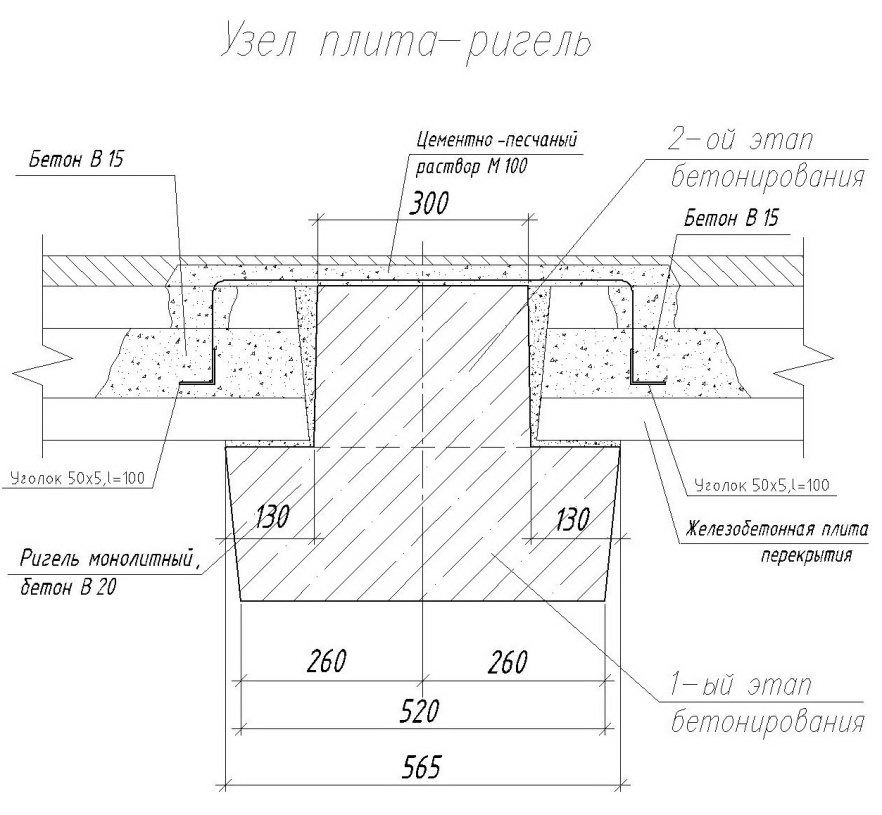 Узел плита-ригель
Бетон В 15
Цементно-песчаный
раствор М 100
2-ой этап
бетонирования
300
Бетон В 15
Уголок 50х5,l=100
Уголок 50х5,l=100
130
130
Ригель монолитный,
бетон В 20
Железобетонная плита
перекрытия
260
260
1-ый этап
бетонирования
520
565